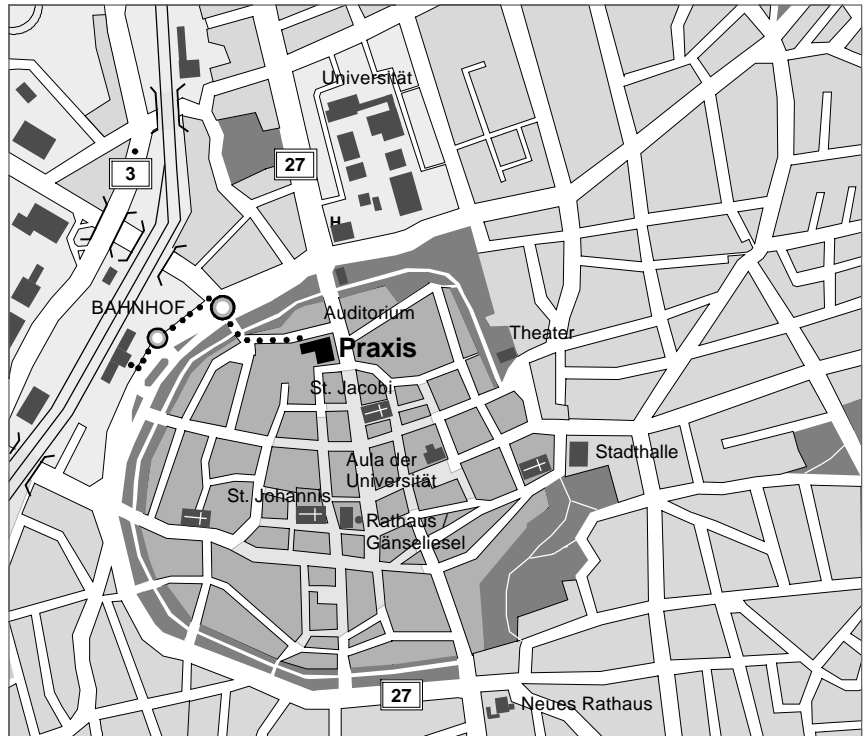 Universität
3
27
H
BAHNHOF
Auditorium
Praxis
Theater
St. Jacobi
Aula der
Universität
Stadthalle
St. Johannis
Rathaus
Gänseliesel
27
Neues Rathaus